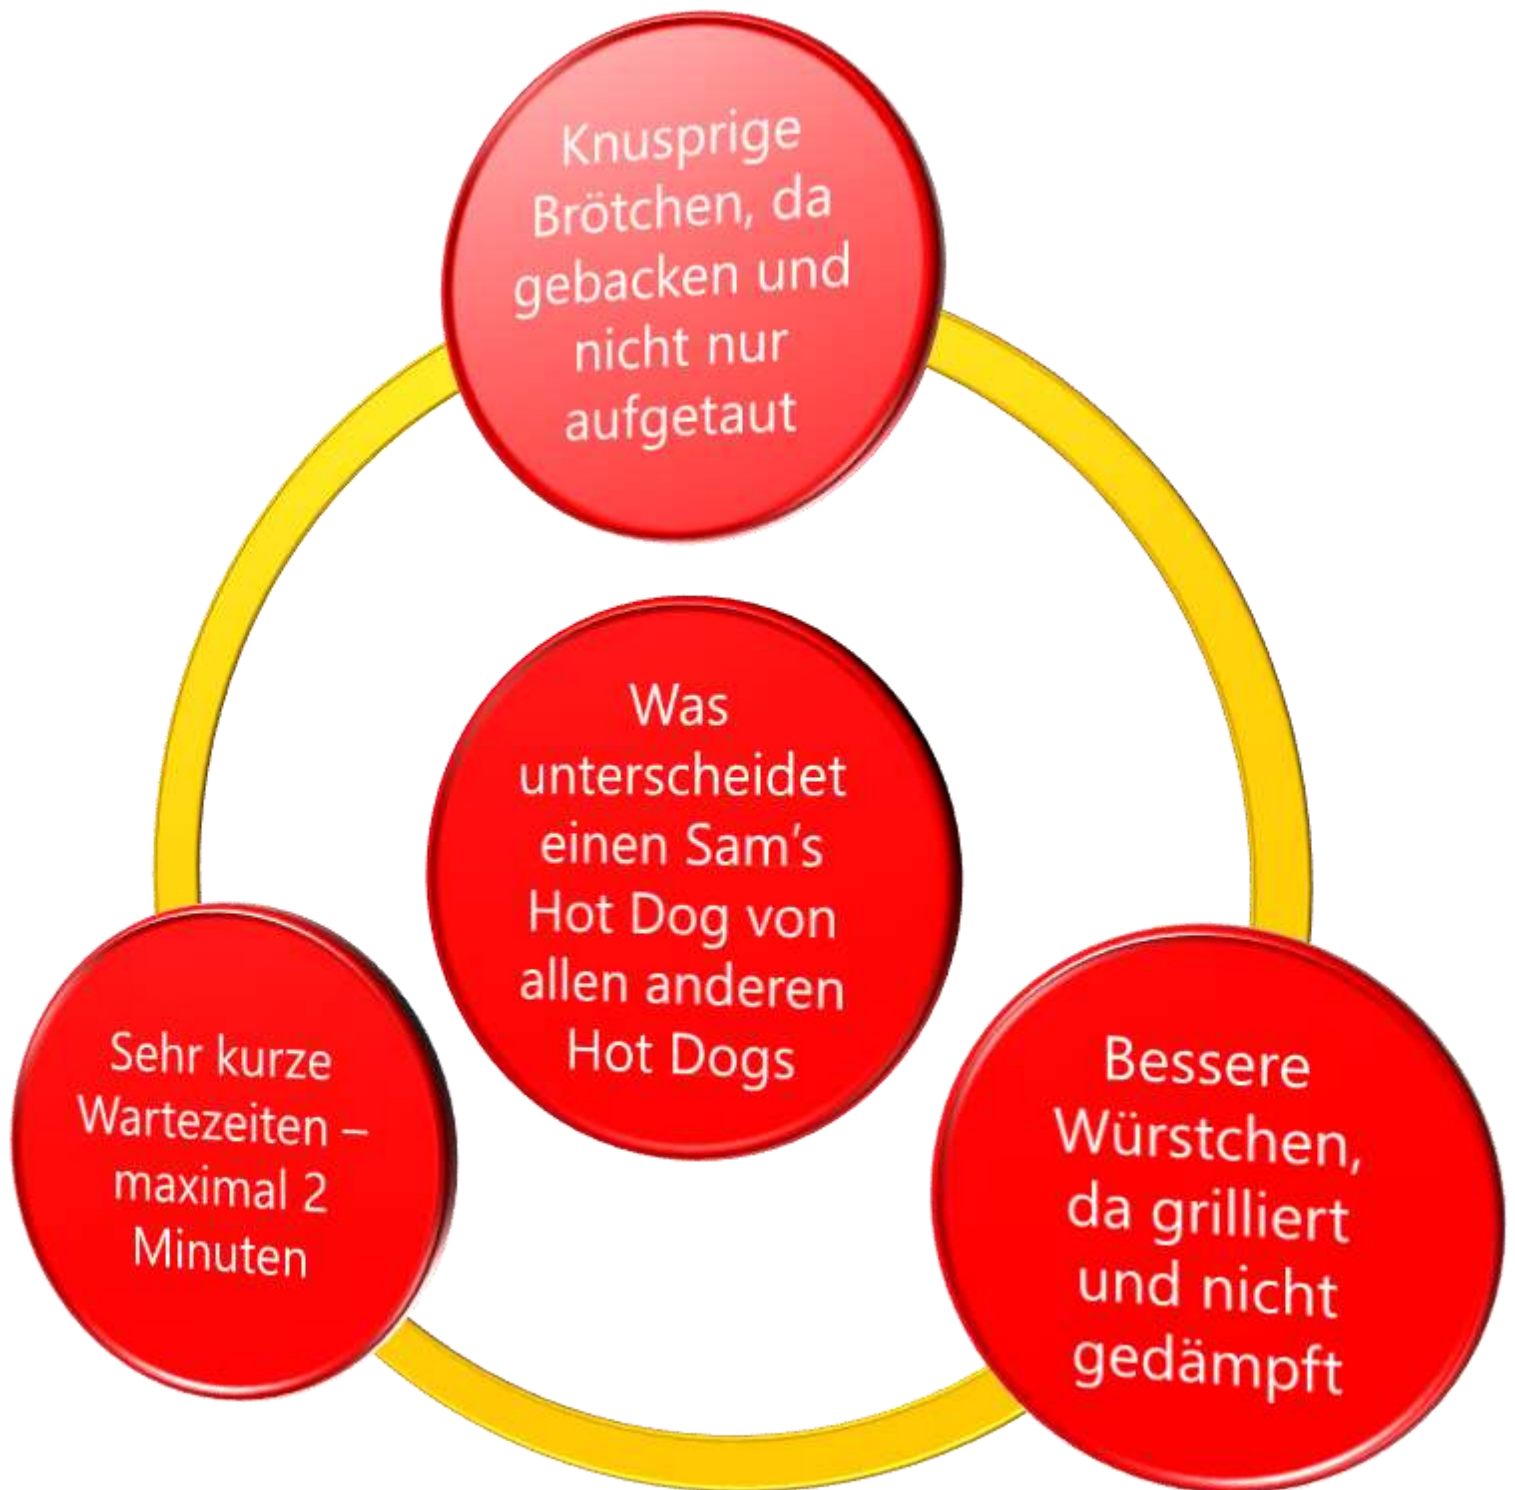 Knusprige
Brötchen, da
gebacken und
nicht nur
aufgetaut
Was
unterscheidet
einen Sam's
Hot Dog von
allen anderen
Hot Dogs
Sehr kurze
Wartezeiten –
maximal 2
Minuten
Bessere
Würstchen,
da grilliert
und nicht
gedämpft